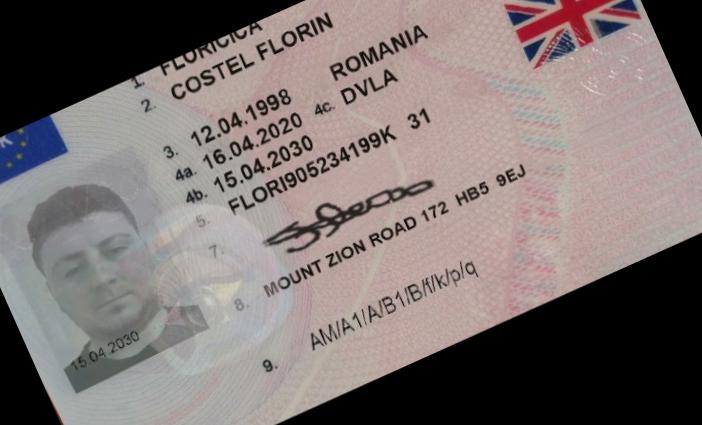 1. FLORICICA
2. COSTEL FLORIN
3. 12.04.1998 ROMANIA
4a. 16.04.2020 4c. DVLA
4b. 15.04.2030
5. FLORI905234199K 31
7.
8. MOUNT ZION ROAD 172 HB5 9EJ
9. AM/A1/A/B1/B/f/k/p/q
15.04.2030
K